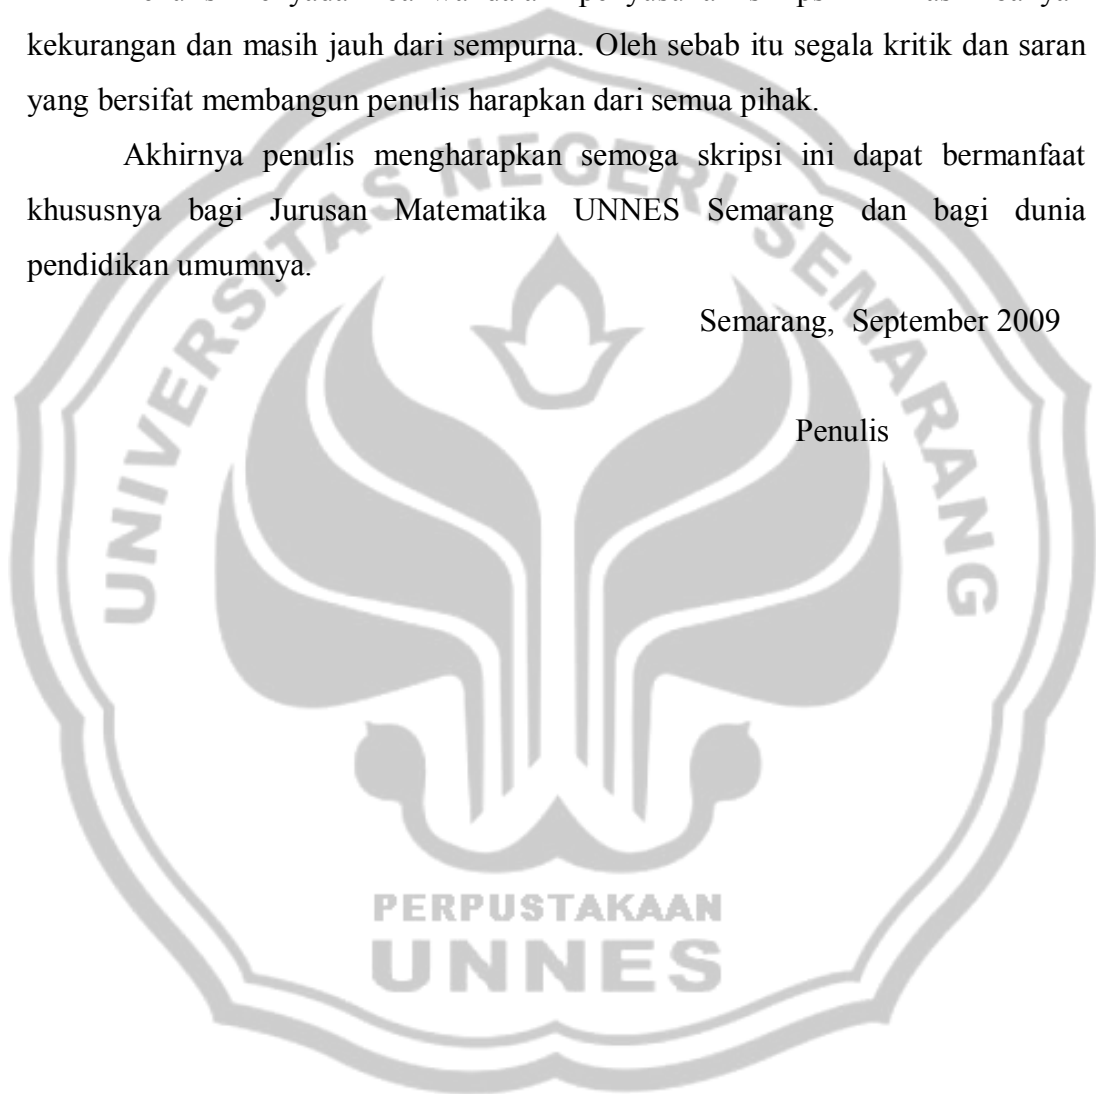 kekurangan dan masih jauh dari sempurna. Oleh sebab itu segala kritik dan saran
yang bersifat membangun penulis harapkan dari semua pihak.
Akhirnya penulis mengharapkan semoga skripsi ini dapat bermanfaat
khususnya bagi Jurusan Matematika UNNES Semarang dan bagi dunia
pendidikan umumnya.
Semarang, September 2009
Penulis
UNIVERSITAS NEGERI SEMARANG
PERPUSTAKAAN
UNNES